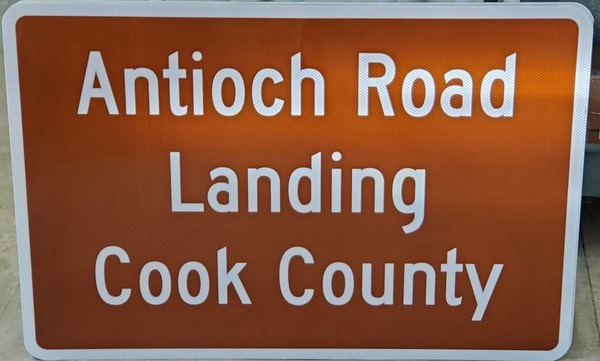 Antioch Road
Landing
Cook County